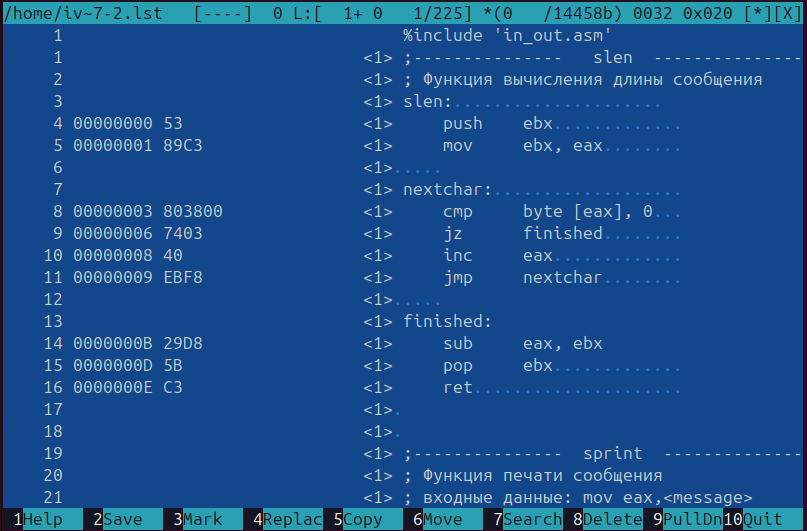 /home/iv~7-2.lst   [----]  0 L:[  1+ 0   1/225] *(0   /14458b) 0032 0x020 [*][X]
     1                                  %include 'in_out.asm'
     1                              <1> ;---------------   slen  ---------------
     2                              <1> ; Функция вычисления длины сообщения
     3                              <1> slen:.....................
     4 00000000 53                  <1>     push    ebx.............
     5 00000001 89C3                <1>     mov     ebx, eax........
     6                              <1>.....
     7                              <1> nextchar:...................
     8 00000003 803800              <1>     cmp     byte [eax], 0...
     9 00000006 7403                <1>     jz      finished........
    10 00000008 40                  <1>     inc     eax.............
    11 00000009 EBF8                <1>     jmp     nextchar........
    12                              <1>.....
    13                              <1> finished:
    14 0000000B 29D8                <1>     sub     eax, ebx
    15 0000000D 5B                  <1>     pop     ebx.............
    16 0000000E C3                  <1>     ret.....................
    17                              <1>.
    18                              <1>.
    19                              <1> ;---------------  sprint  --------------
    20                              <1> ; Функция печати сообщения
    21                              <1> ; входные данные: mov eax,<message>
1Help   2Save   3Mark   4Replac 5Copy   6Move   7Search 8Delete 9PullDn 10Quit